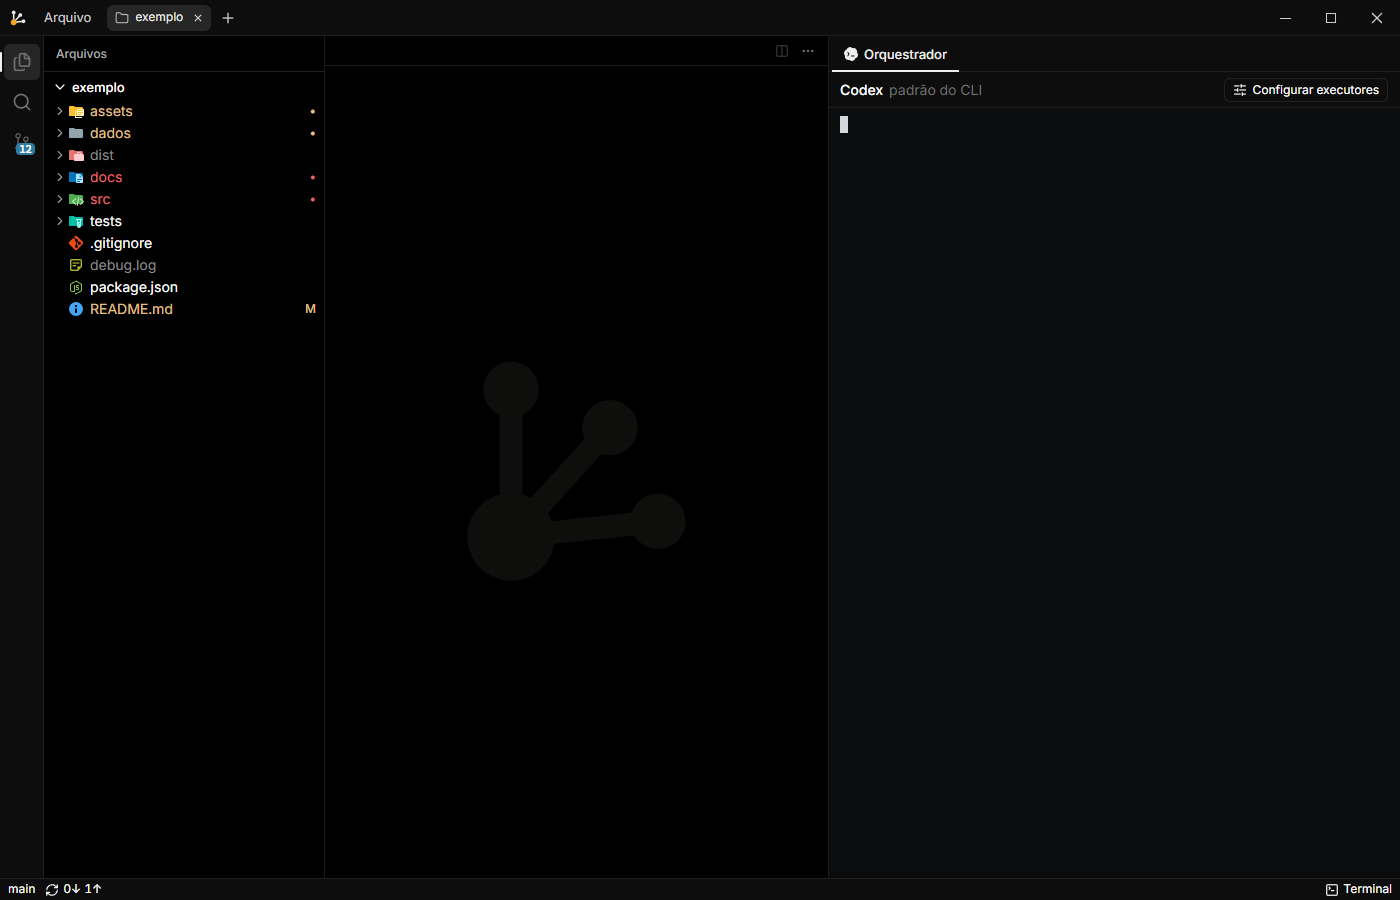 Arquivo
exemplo
Arquivos
Orquestrador
Codex padrão do CLI
Configurar executores
exemplo
assets
dados
12
dist
docs
src
tests
.gitignore
debug.log
package.json
README.md M
main 0↓ 1↑
Terminal